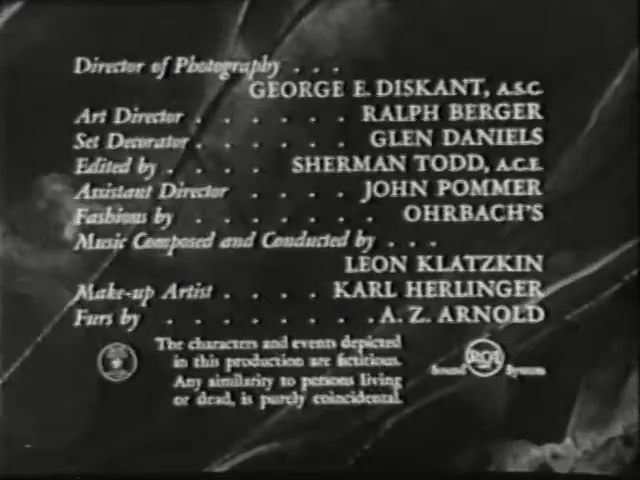 Director of Photography . . .
GEORGE E. DISKANT, A.S.C.
Art Director . . . . . . RALPH BERGER
Set Decorator . . . . . . GLEN DANIELS
Edited by . . . . SHERMAN TODD, A.C.E.
Assistant Director . . . . JOHN POMMER
Fashions by . . . . . . . OHRBACH'S
Music Composed and Conducted by . . .
LEON KLATZKIN
Make-up Artist . . . . KARL HERLINGER
Furs by . . . . . . . . A. Z. ARNOLD
The characters and events depicted
in this production are fictitious.
Any similarity to persons living
or dead, is purely coincidental.
RCA
Sound System